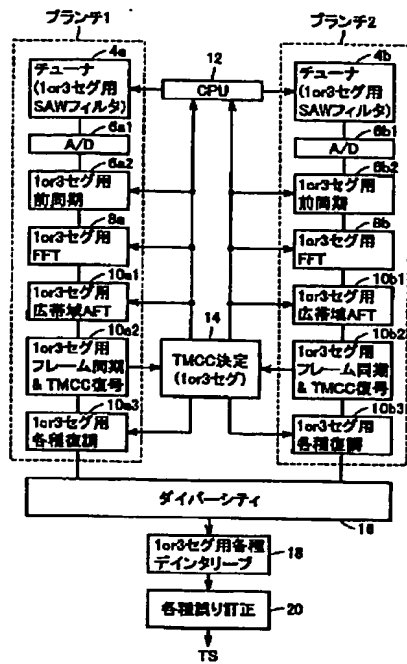 ブランチ1
4a
チューナ
(1or3セグ用
SAWフィルタ)
6a1
A/D
6a2
1or3セグ用
前同期
8a
1or3セグ用
FFT
10a1
1or3セグ用
広帯域AFT
10a2
1or3セグ用
フレーム同期
& TMCC復号
10a3
1or3セグ用
各種復調
12
CPU
14
TMCC決定
(1or3セグ)
ブランチ2
4b
チューナ
(1or3セグ用
SAWフィルタ)
6b1
A/D
6b2
1or3セグ用
前同期
8b
1or3セグ用
FFT
10b1
1or3セグ用
広帯域AFT
10b2
1or3セグ用
フレーム同期
& TMCC復号
10b3
1or3セグ用
各種復調
ダイバーシティ
16
1or3セグ用各種
デインタリーブ
18
各種誤り訂正
20
TS